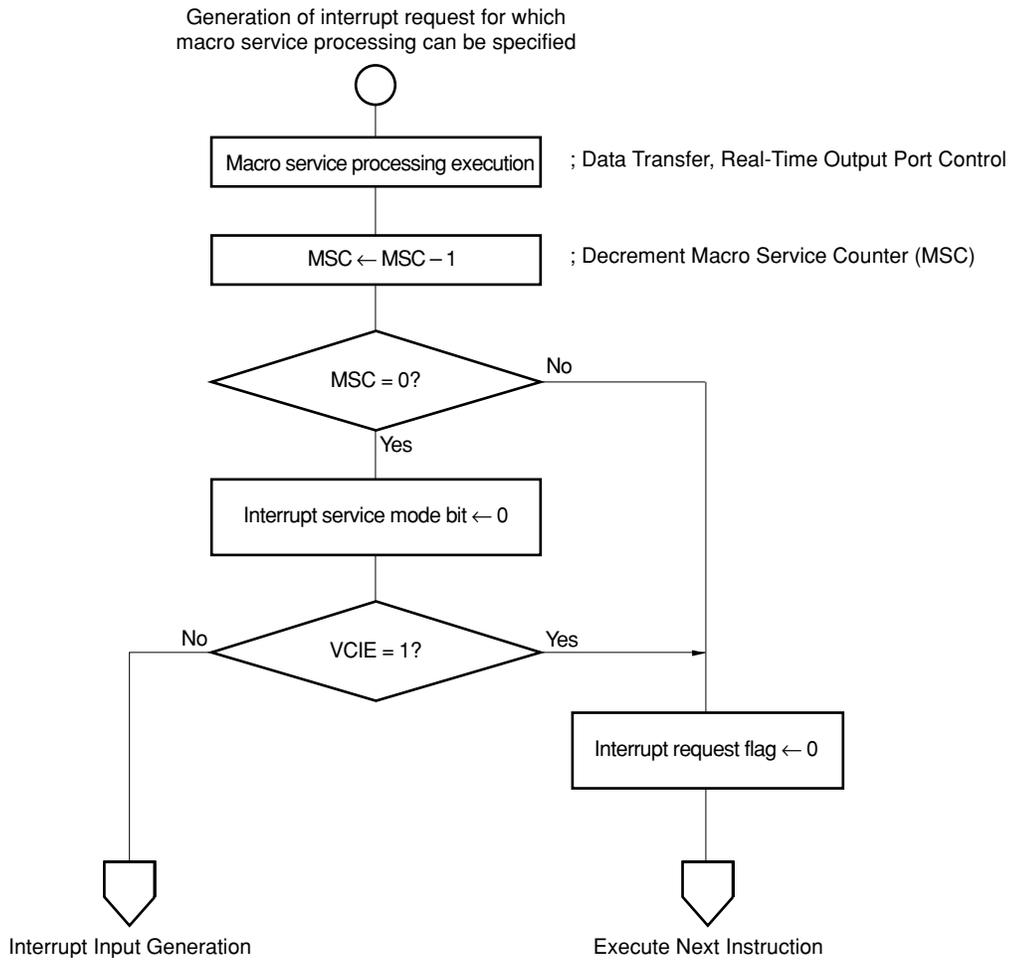 Generation of interrupt request for which
macro service processing can be specified
Macro service processing execution
; Data Transfer, Real-Time Output Port Control
MSC ← MSC – 1
; Decrement Macro Service Counter (MSC)
MSC = 0?
No
Yes
Interrupt service mode bit ← 0
No
VCIE = 1?
Yes
Interrupt request flag ← 0
Interrupt Input Generation
Execute Next Instruction